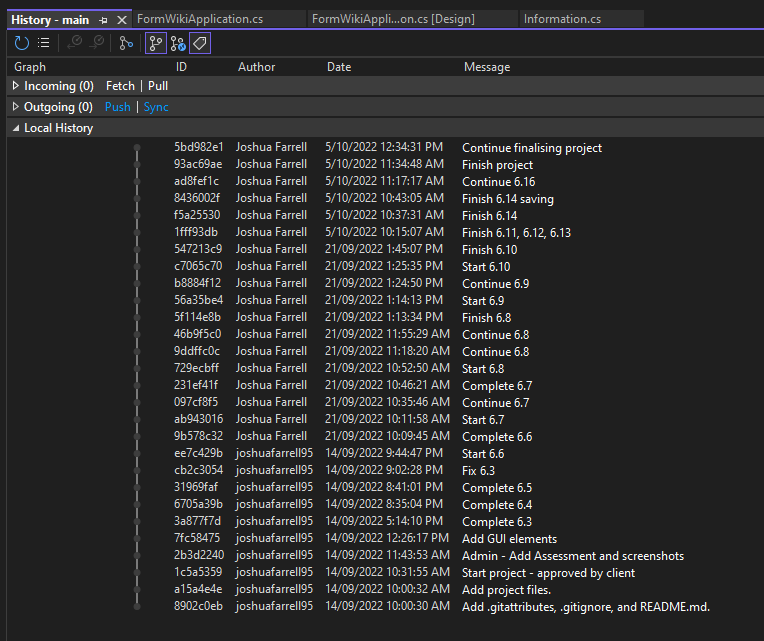 History - main FormWikiApplication.cs FormWikiAppli...on.cs [Design] Information.cs
Graph ID Author Date Message
Incoming (0) Fetch | Pull
Outgoing (0) Push | Sync
Local History
5bd982e1 Joshua Farrell 5/10/2022 12:34:31 PM Continue finalising project
93ac69ae Joshua Farrell 5/10/2022 11:34:48 AM Finish project
ad8fef1c Joshua Farrell 5/10/2022 11:17:17 AM Continue 6.16
8436002f Joshua Farrell 5/10/2022 10:43:05 AM Finish 6.14 saving
f5a25530 Joshua Farrell 5/10/2022 10:37:31 AM Finish 6.14
1fff93db Joshua Farrell 5/10/2022 10:15:07 AM Finish 6.11, 6.12, 6.13
547213c9 Joshua Farrell 21/09/2022 1:45:07 PM Finish 6.10
c7065c70 Joshua Farrell 21/09/2022 1:25:35 PM Start 6.10
b8884f12 Joshua Farrell 21/09/2022 1:24:50 PM Continue 6.9
56a35be4 Joshua Farrell 21/09/2022 1:14:13 PM Start 6.9
5f114e8b Joshua Farrell 21/09/2022 1:13:34 PM Finish 6.8
46b9f5c0 Joshua Farrell 21/09/2022 11:55:29 AM Continue 6.8
9ddffc0c Joshua Farrell 21/09/2022 11:18:20 AM Continue 6.8
729ecbff Joshua Farrell 21/09/2022 10:52:50 AM Start 6.8
231ef41f Joshua Farrell 21/09/2022 10:46:21 AM Complete 6.7
097cf8f5 Joshua Farrell 21/09/2022 10:35:46 AM Continue 6.7
ab943016 Joshua Farrell 21/09/2022 10:11:58 AM Start 6.7
9b578c32 Joshua Farrell 21/09/2022 10:09:45 AM Complete 6.6
ee7c429b joshuafarrell95 14/09/2022 9:44:47 PM Start 6.6
cb2c3054 joshuafarrell95 14/09/2022 9:02:28 PM Fix 6.3
31969faf joshuafarrell95 14/09/2022 8:41:01 PM Complete 6.5
6705a39b joshuafarrell95 14/09/2022 8:35:04 PM Complete 6.4
3a877f7d joshuafarrell95 14/09/2022 5:14:10 PM Complete 6.3
7fc58475 joshuafarrell95 14/09/2022 12:26:17 PM Add GUI elements
2b3d2240 joshuafarrell95 14/09/2022 11:43:53 AM Admin - Add Assessment and screenshots
1c5a5359 joshuafarrell95 14/09/2022 10:31:55 AM Start project - approved by client
a15a4e4e joshuafarrell95 14/09/2022 10:00:32 AM Add project files.
8902c0eb joshuafarrell95 14/09/2022 10:00:30 AM Add .gitattributes, .gitignore, and README.md.